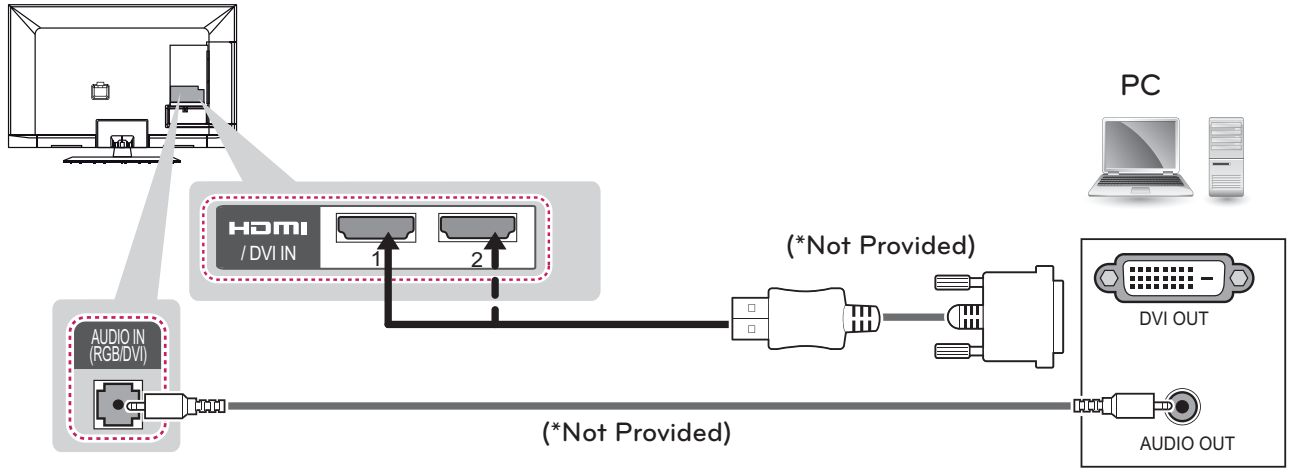 PC
HDMI
/ DVI IN
1
2
(*Not Provided)
DVI OUT
AUDIO IN
(RGB/DVI)
(*Not Provided)
AUDIO OUT